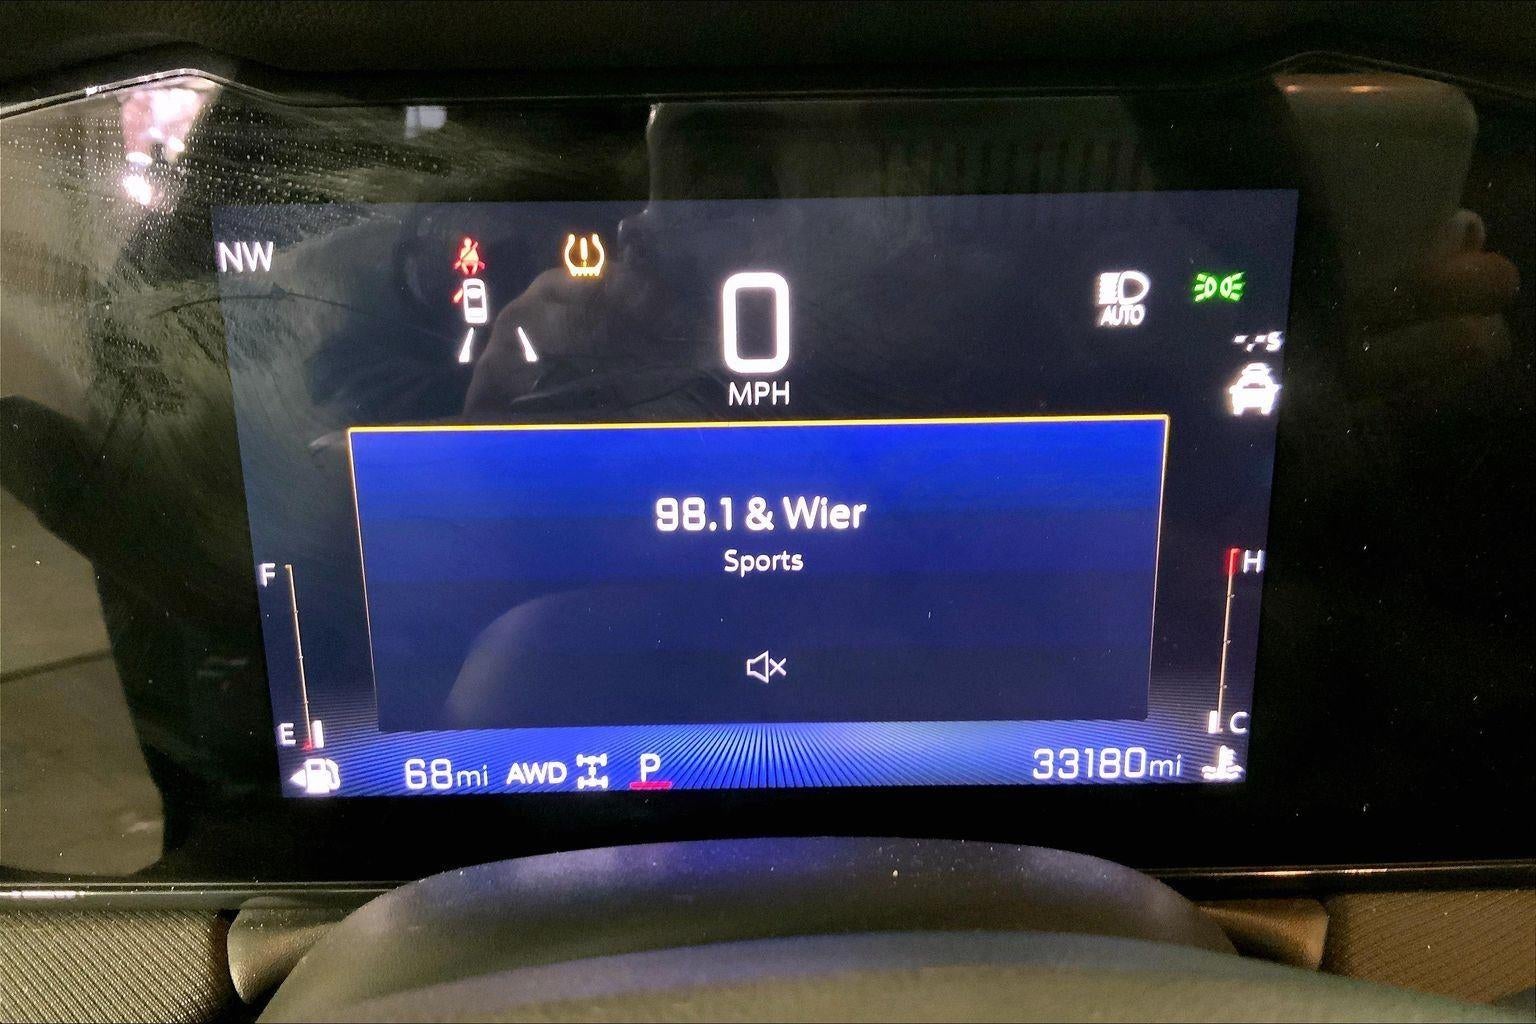 NW
0
MPH
AUTO
-.-s
98.1 & Wier
Sports
F
H
E
C
68mi AWD P
33180mi